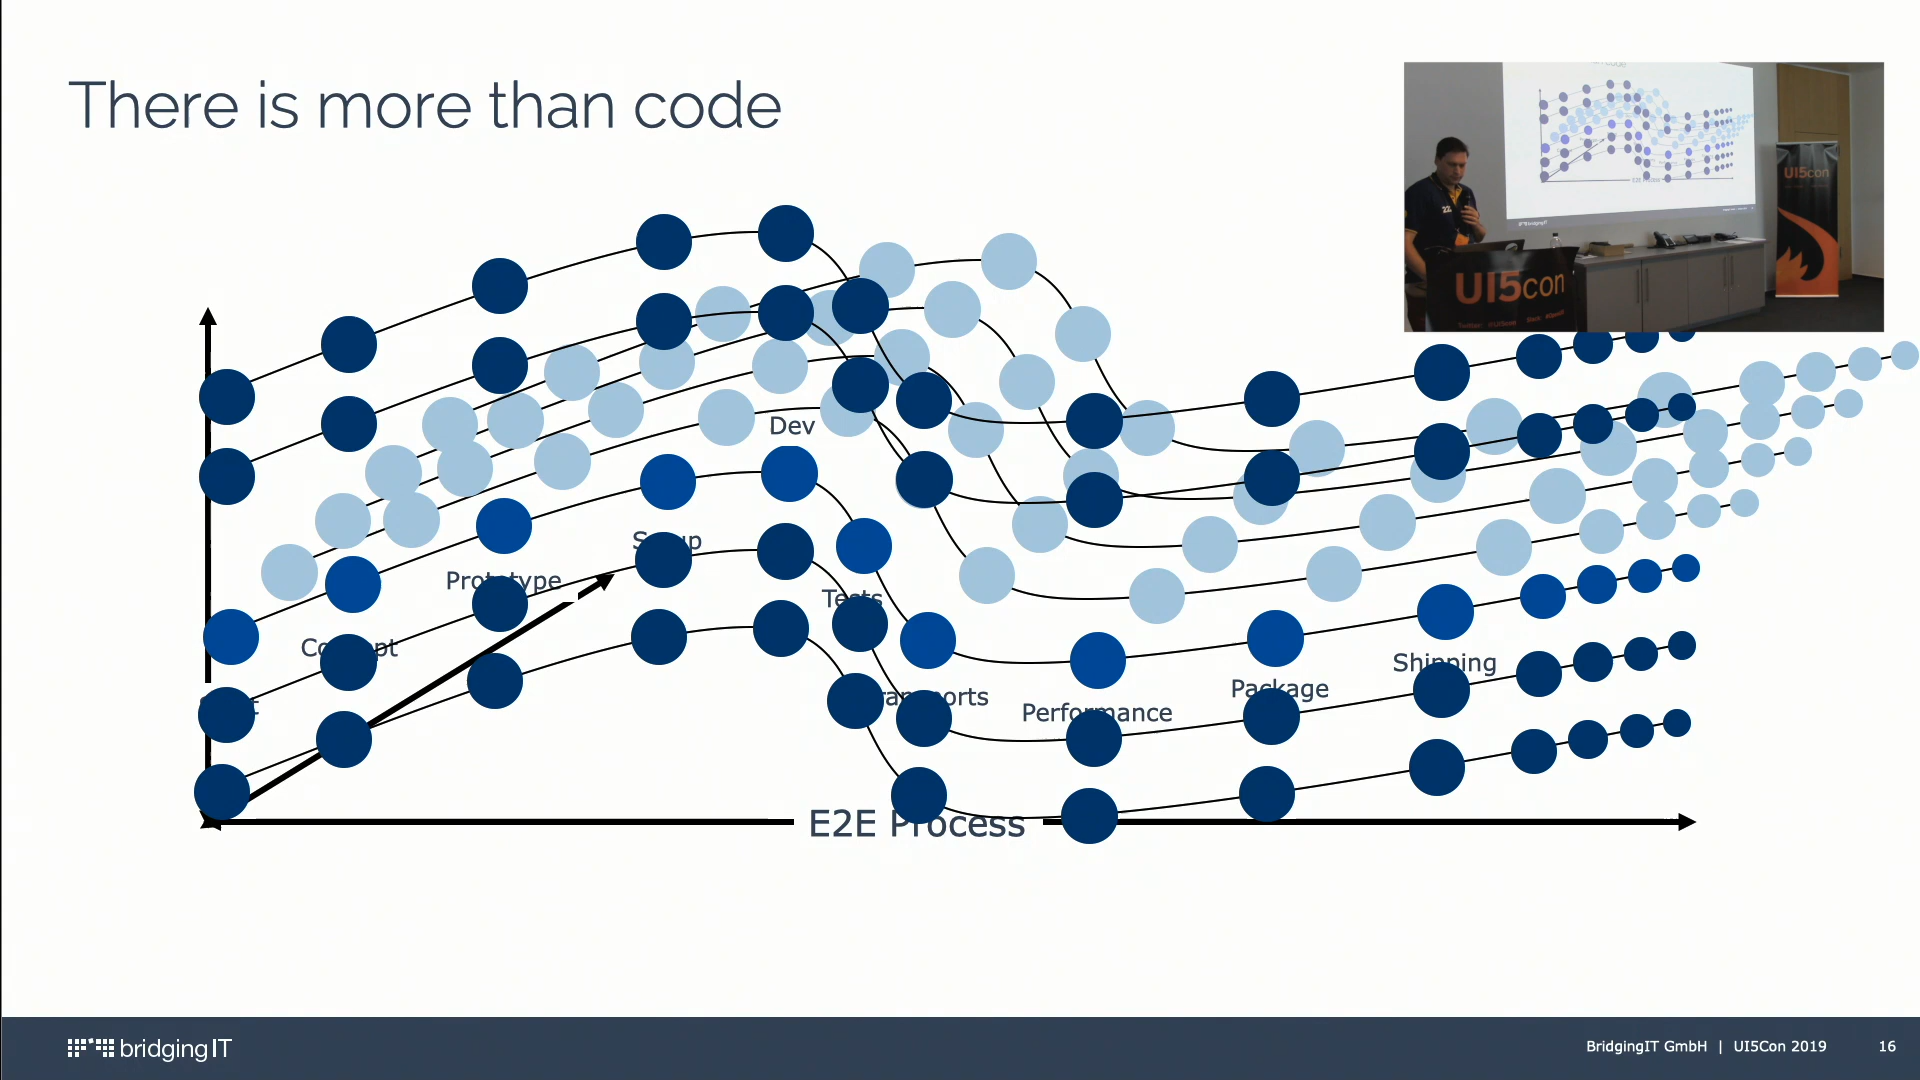 There is more than code
UI5con
UI5con
Dev
Setup
Prototype
Tests
Concept
Shipping
Package
Transports
Performance
E2E Process
bridgingIT
BridgingIT GmbH | UI5Con 2019 16